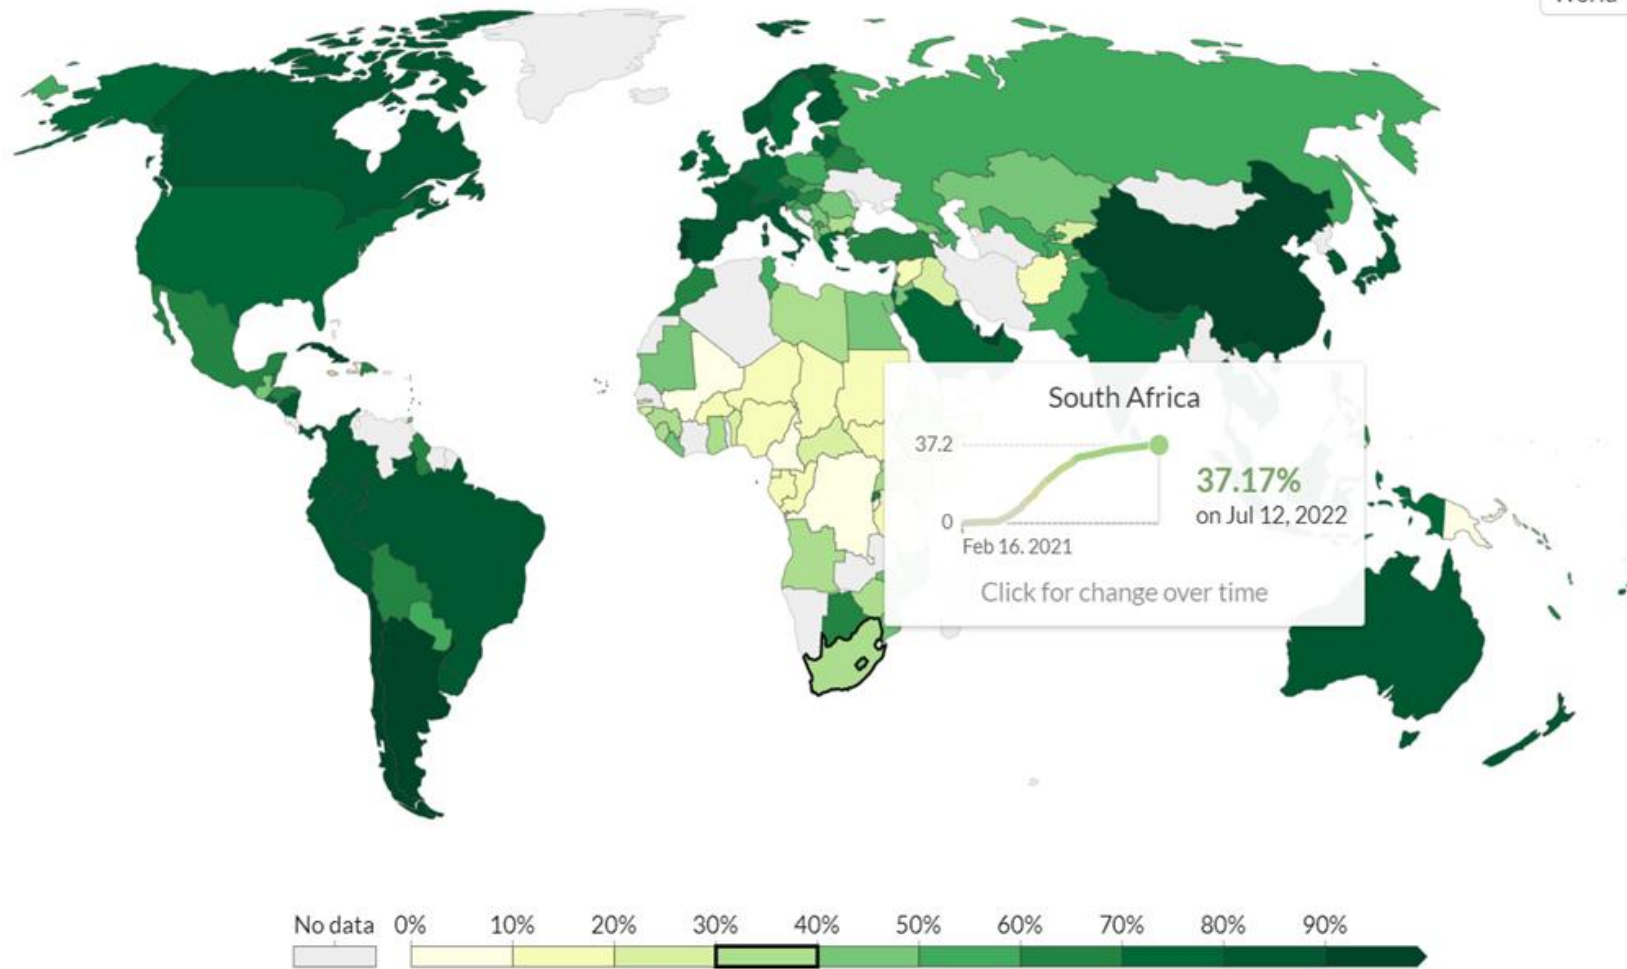 South Africa
37.2
37.17%
on Jul 12, 2022
0
Feb 16. 2021
Click for change over time
No data 0% 10% 20% 30% 40% 50% 60% 70% 80% 90%